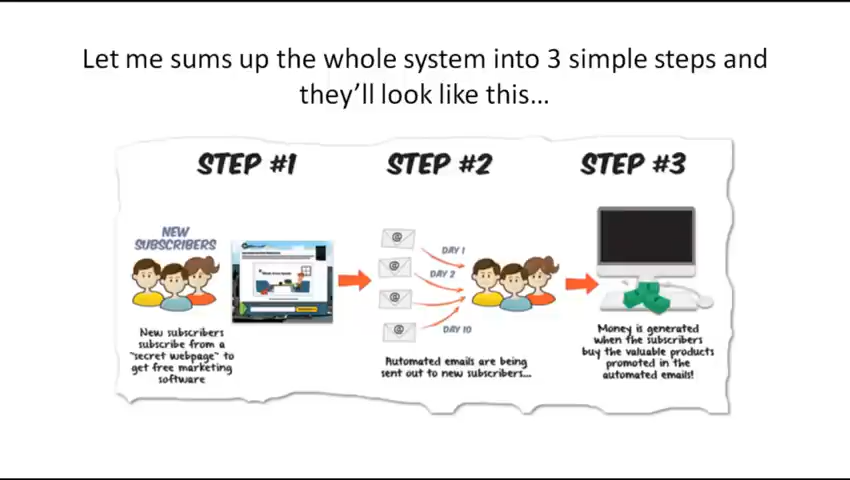 Let me sums up the whole system into 3 simple steps and
they'll look like this...
STEP #1
STEP #2
STEP #3
NEW
SUBSCRIBERS
New subscribers
subscribe from a
"secret webpage" to
get free marketing
software
@
@
@
@
DAY 1
DAY 2
DAY 10
Automated emails are being
sent out to new subscribers...
Money is generated
when the subscribers
buy the valuable products
promoted in the
automated emails!